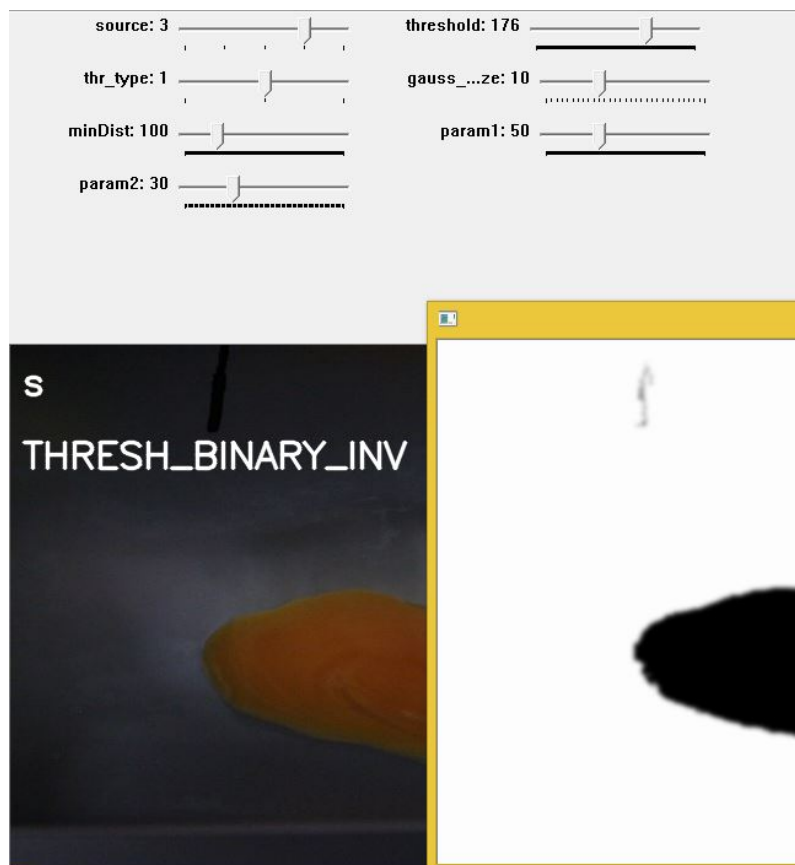 source: 3
threshold: 176
thr_type: 1
gauss_...ze: 10
minDist: 100
param1: 50
param2: 30
S
THRESH_BINARY_INV